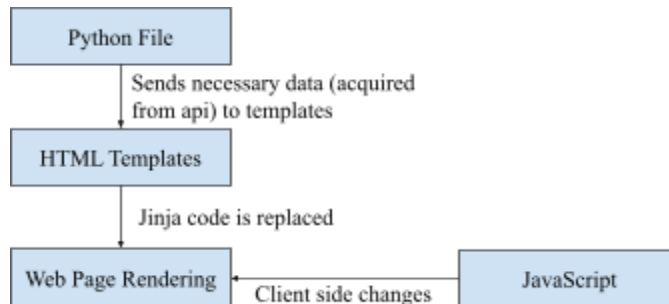 Python File
Sends necessary data (acquired
from api) to templates
HTML Templates
Jinja code is replaced
Web Page Rendering
Client side changes
JavaScript